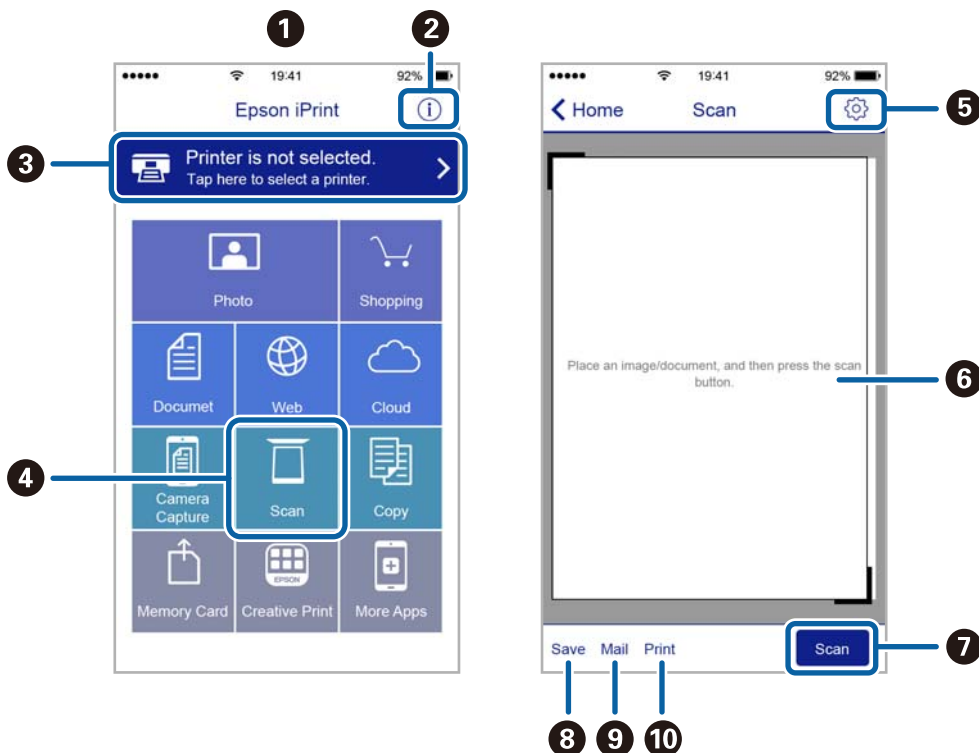 1
2
19:41
92%
Epson iPrint
3
Printer is not selected.
Tap here to select a printer.
Photo
Shopping
Documet
Web
Cloud
4
Camera
Capture
Scan
Copy
EPSON
Memory Card
Creative Print
More Apps
19:41
92%
Home
Scan
5
Place an image/document, and then press the scan
button.
6
Save
Mail
Print
Scan
7
8
9
10